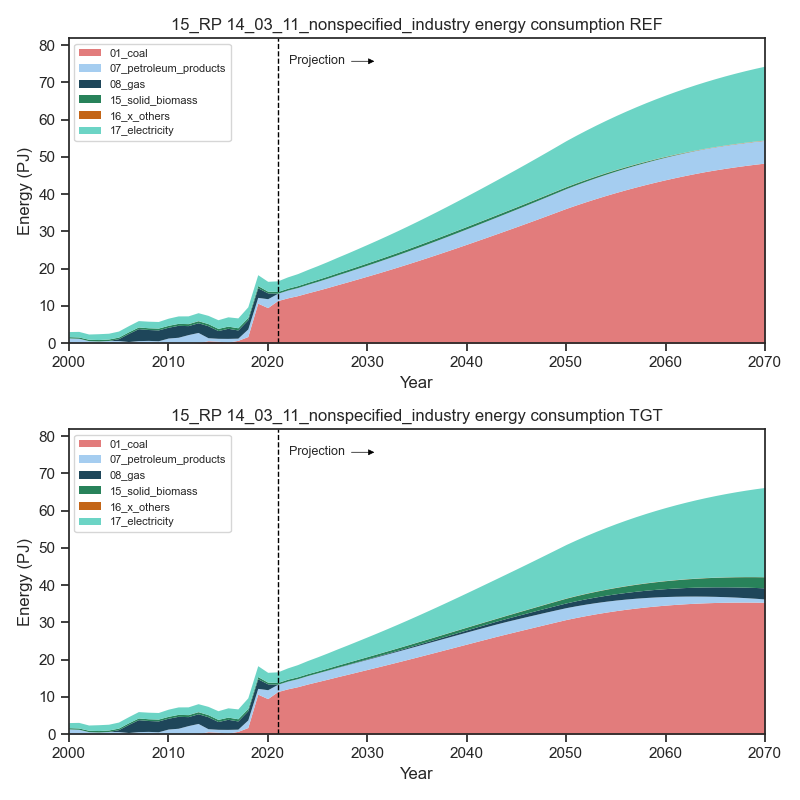 15_RP 14_03_11_nonspecified_industry energy consumption REF
80
70
60
50
40
30
20
10
0
Energy (PJ)
01_coal
07_petroleum_products
08_gas
15_solid_biomass
16_x_others
17_electricity
Projection
2000 2010 2020 2030 2040 2050 2060 2070
Year
15_RP 14_03_11_nonspecified_industry energy consumption TGT
80
70
60
50
40
30
20
10
0
Energy (PJ)
01_coal
07_petroleum_products
08_gas
15_solid_biomass
16_x_others
17_electricity
Projection
2000 2010 2020 2030 2040 2050 2060 2070
Year